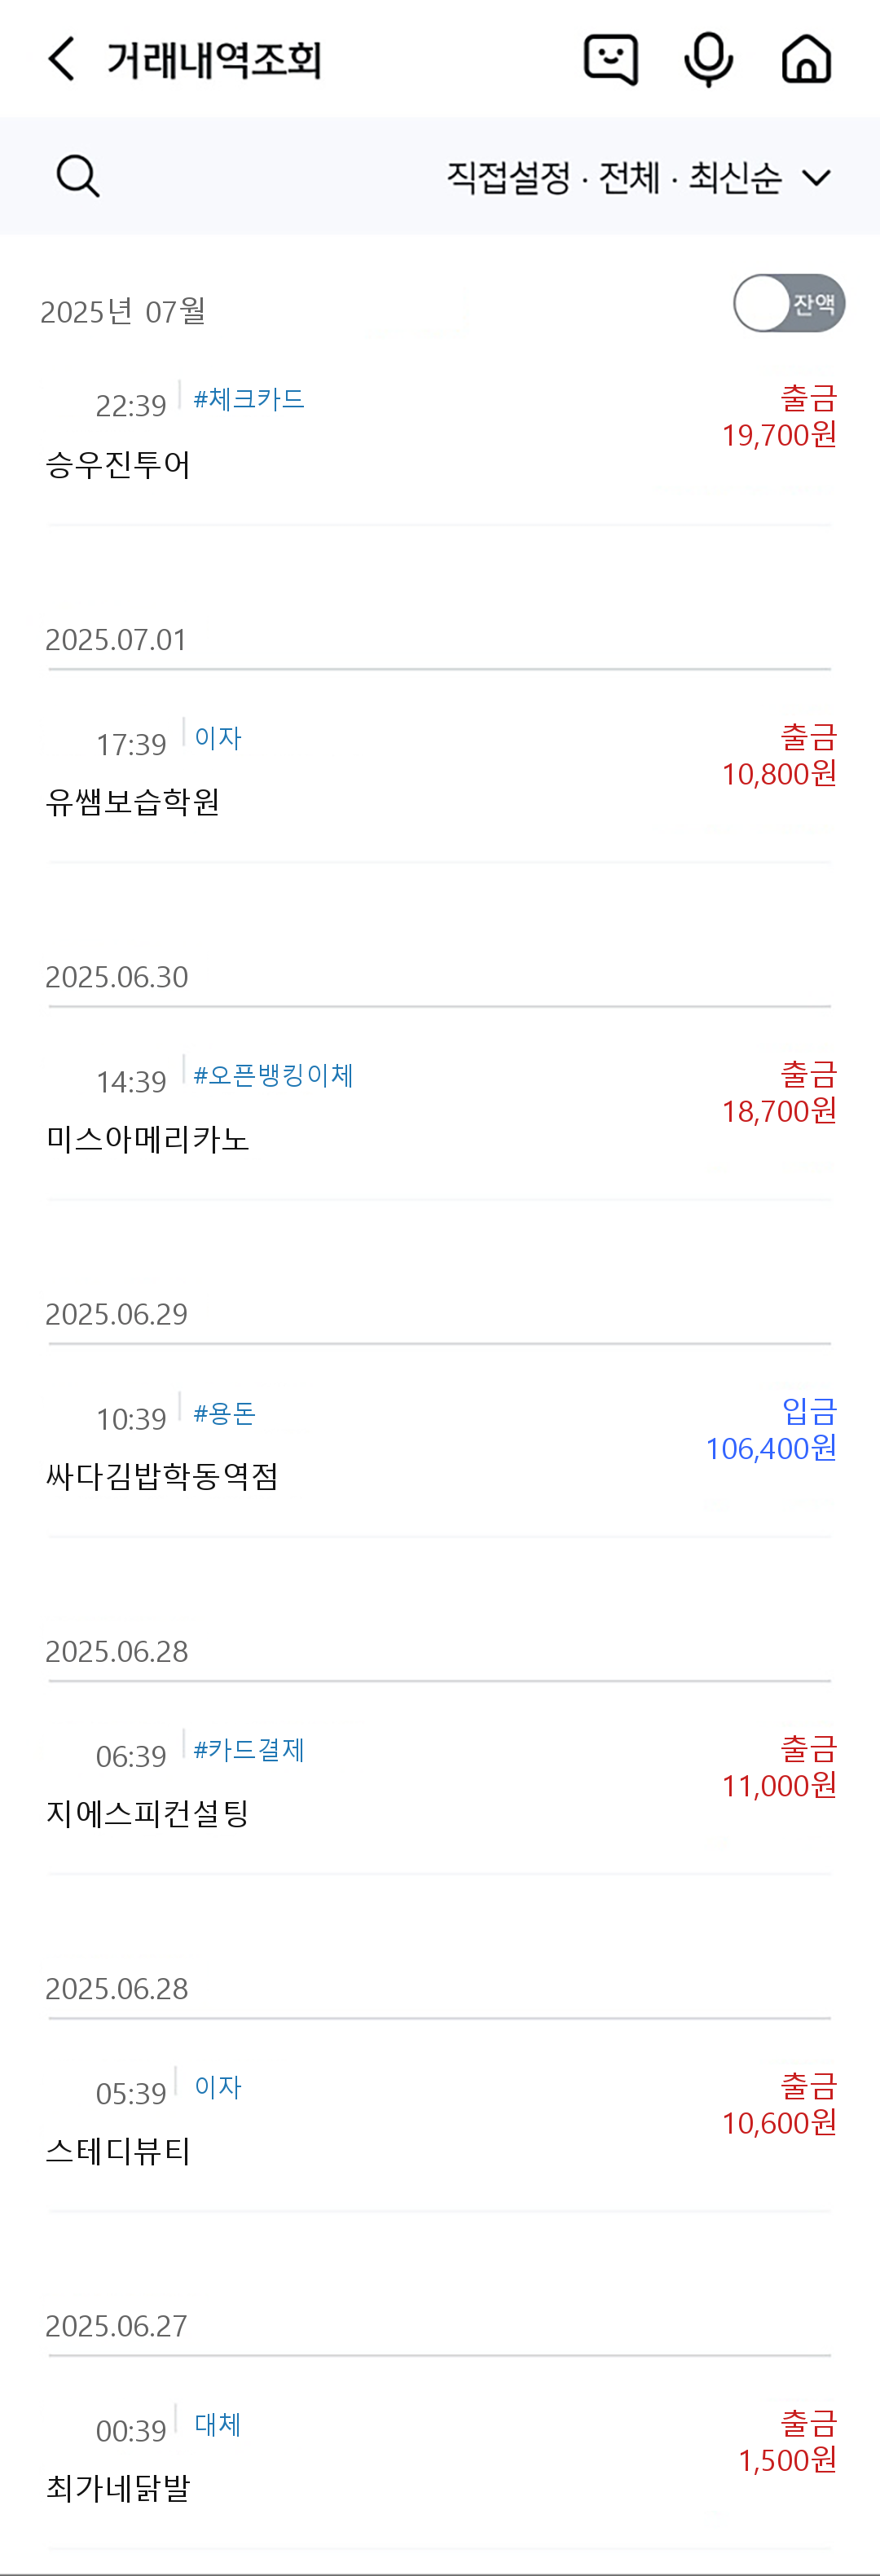 거래내역조회
직접설정 · 전체 · 최신순
2025년 07월
잔액
22:39 #체크카드
출금
19,700원
승우진투어
2025.07.01
17:39 이자
출금
10,800원
유쌤보습학원
2025.06.30
14:39 #오픈뱅킹이체
출금
18,700원
미스아메리카노
2025.06.29
10:39 #용돈
입금
106,400원
싸다김밥학동역점
2025.06.28
06:39 #카드결제
출금
11,000원
지에스피컨설팅
2025.06.28
05:39 이자
출금
10,600원
스테디뷰티
2025.06.27
00:39 대체
출금
1,500원
최가네닭발